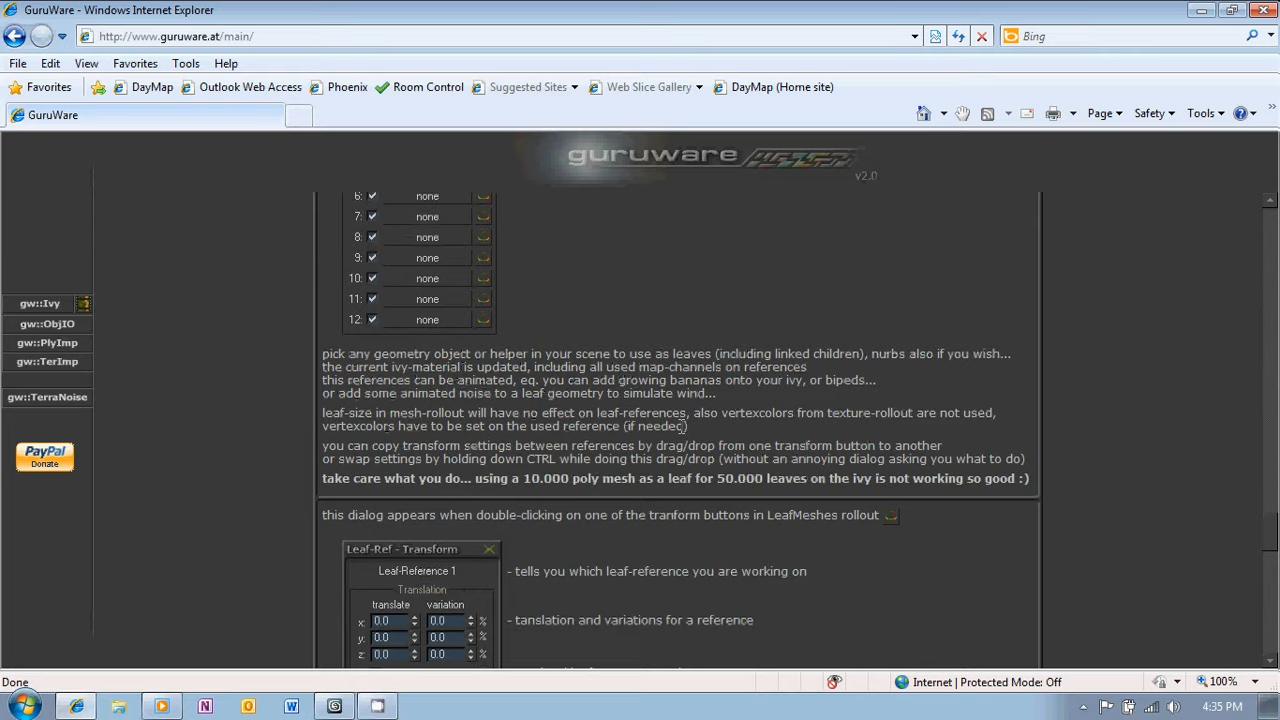 GuruWare - Windows Internet Explorer
http://www.guruware.at/main/
Bing
File Edit View Favorites Tools Help
Favorites DayMap Outlook Web Access Phoenix Room Control Suggested Sites Web Slice Gallery DayMap (Home site)
GuruWare
Page Safety Tools
guruware
v2.0
6: none
7: none
8: none
9: none
10: none
11: none
12: none
gw::Ivy
gw::ObjIO
gw::PlyImp
gw::TerImp
gw::TerraNoise
PayPal
Donate
pick any geometry object or helper in your scene to use as leaves (including linked children), nurbs also if you wish...
the current ivy-material is updated, including all used map-channels on references
this references can be animated, eq. you can add growing bananas onto your ivy, or bipeds...
or add some animated noise to a leaf geometry to simulate wind...
leaf-size in mesh-rollout will have no effect on leaf-references, also vertexcolors from texture-rollout are not used,
vertexcolors have to be set on the used reference (if needed)
you can copy transform settings between references by drag/drop from one transform button to another
or swap settings by holding down CTRL while doing this drag/drop (without an annoying dialog asking you what to do)
take care what you do... using a 10.000 poly mesh as a leaf for 50.000 leaves on the ivy is not working so good :)
this dialog appears when double-clicking on one of the tranform buttons in LeafMeshes rollout
Leaf-Ref - Transform
Leaf-Reference 1
- tells you which leaf-reference you are working on
Translation
translate variation
x: 0.0 0.0 %
- tanslation and variations for a reference
y: 0.0 0.0 %
z: 0.0 0.0 %
Done
Internet | Protected Mode: Off
100%
4:35 PM